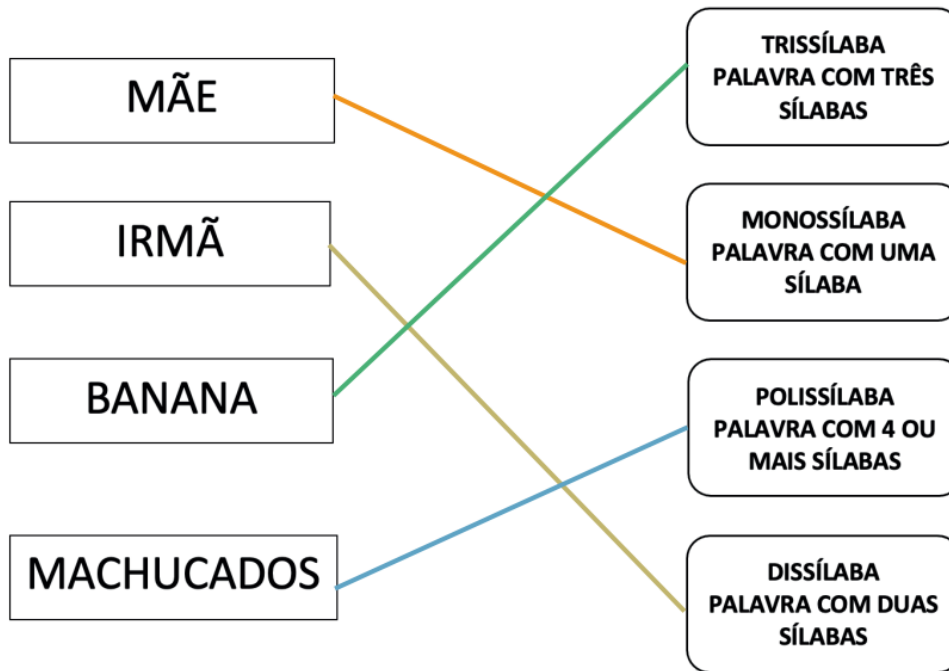 MÃE
IRMÃ
BANANA
MACHUCADOS
TRISSÍLABA
PALAVRA COM TRÊS
SÍLABAS
MONOSSÍLABA
PALAVRA COM UMA
SÍLABA
POLISSÍLABA
PALAVRA COM 4 OU
MAIS SÍLABAS
DISSÍLABA
PALAVRA COM DUAS
SÍLABAS